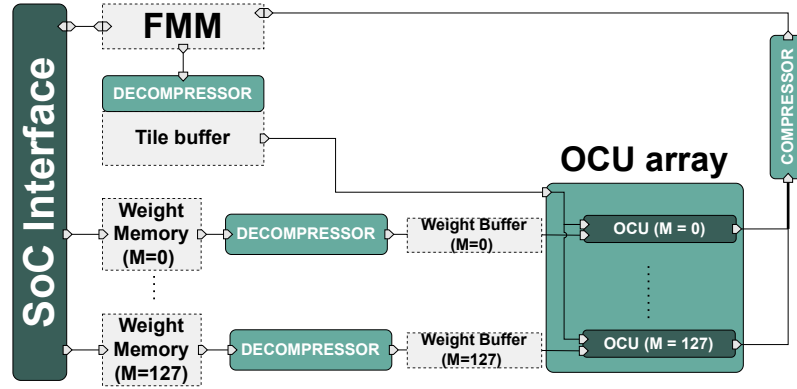 SoC Interface
FMM
DECOMPRESSOR
Tile buffer
COMPRESSOR
OCU array
Weight
Memory
(M=0)
DECOMPRESSOR
Weight Buffer
(M=0)
OCU (M = 0)
Weight
Memory
(M=127)
DECOMPRESSOR
Weight Buffer
(M=127)
OCU (M = 127)